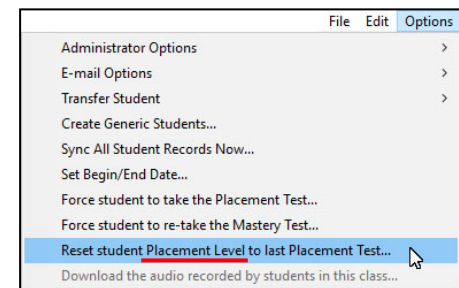 File Edit Options
Administrator Options >
E-mail Options >
Transfer Student >
Create Generic Students...
Sync All Student Records Now...
Set Begin/End Date...
Force student to take the Placement Test...
Force student to re-take the Mastery Test...
Reset student Placement Level to last Placement Test...
Download the audio recorded by students in this class...